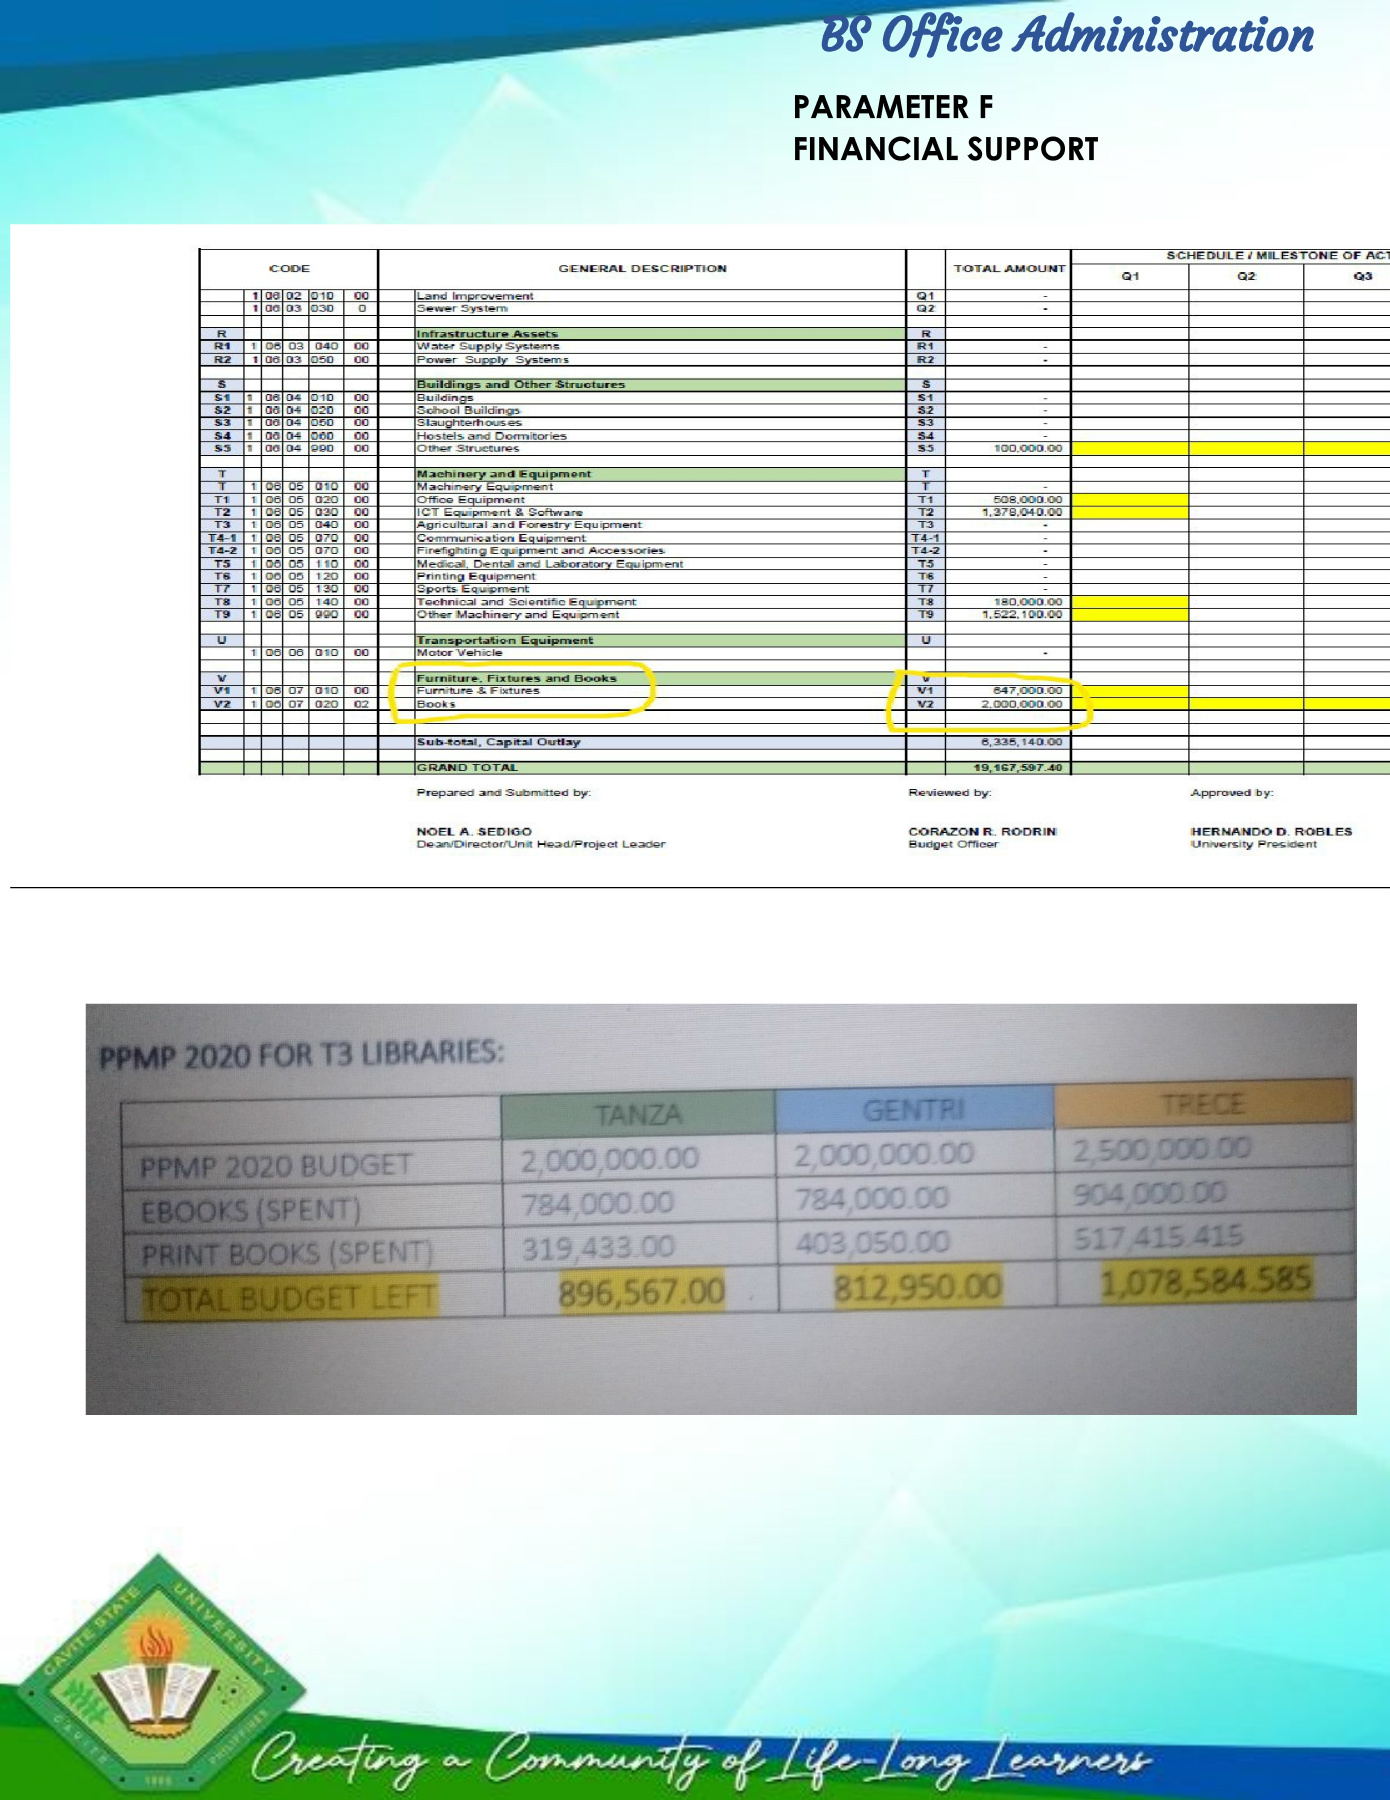 BS Office Administration
PARAMETER F
FINANCIAL SUPPORT
CODE GENERAL DESCRIPTION TOTAL AMOUNT SCHEDULE / MILESTONE OF ACT
Q1 Q2 Q3
1 06 02 010 00 Land Improvement Q1 -
1 06 03 030 0 Sewer System Q2 -
R Infrastructure Assets R
R1 1 06 03 040 00 Water Supply Systems R1 -
R2 1 06 03 050 00 Power Supply Systems R2 -
S Buildings and Other Structures S
S1 1 06 04 010 00 Buildings S1 -
S2 1 06 04 020 00 School Buildings S2 -
S3 1 06 04 050 00 Slaughterhouses S3 -
S4 1 06 04 060 00 Hostels and Dormitories S4 -
S5 1 06 04 990 00 Other Structures S5 100,000.00
T Machinery and Equipment T
T 1 06 05 010 00 Machinery Equipment T -
T1 1 06 05 020 00 Office Equipment T1 508,000.00
T2 1 06 05 030 00 ICT Equipment & Software T2 1,378,040.00
T3 1 06 05 040 00 Agricultural and Forestry Equipment T3 -
T4-1 1 06 05 070 00 Communication Equipment T4-1 -
T4-2 1 06 05 070 00 Firefighting Equipment and Accessories T4-2 -
T5 1 06 05 110 00 Medical, Dental and Laboratory Equipment T5 -
T6 1 06 05 120 00 Printing Equipment T6 -
T7 1 06 05 130 00 Sports Equipment T7 -
T8 1 06 05 140 00 Technical and Scientific Equipment T8 180,000.00
T9 1 06 05 990 00 Other Machinery and Equipment T9 1,522,100.00
U Transportation Equipment U
1 06 06 010 00 Motor Vehicle -
V Furniture, Fixtures and Books V
V1 1 06 07 010 00 Furniture & Fixtures V1 647,000.00
V2 1 06 07 020 02 Books V2 2,000,000.00
Sub-total, Capital Outlay 6,335,140.00
GRAND TOTAL 19,167,597.40
Prepared and Submitted by: Reviewed by: Approved by:
NOEL A. SEDIGO CORAZON R. RODRIN HERNANDO D. ROBLES
Dean/Director/Unit Head/Project Leader Budget Officer University President
PPMP 2020 FOR T3 LIBRARIES:
TANZA GENTRI TRECE
PPMP 2020 BUDGET 2,000,000.00 2,000,000.00 2,500,000.00
EBOOKS (SPENT) 784,000.00 784,000.00 904,000.00
PRINT BOOKS (SPENT) 319,433.00 403,050.00 517,415.415
TOTAL BUDGET LEFT 896,567.00 812,950.00 1,078,584.585
CAVITE STATE UNIVERSITY
CAVITE PHILIPPINES
1906
Creating a Community of Life-Long Learners